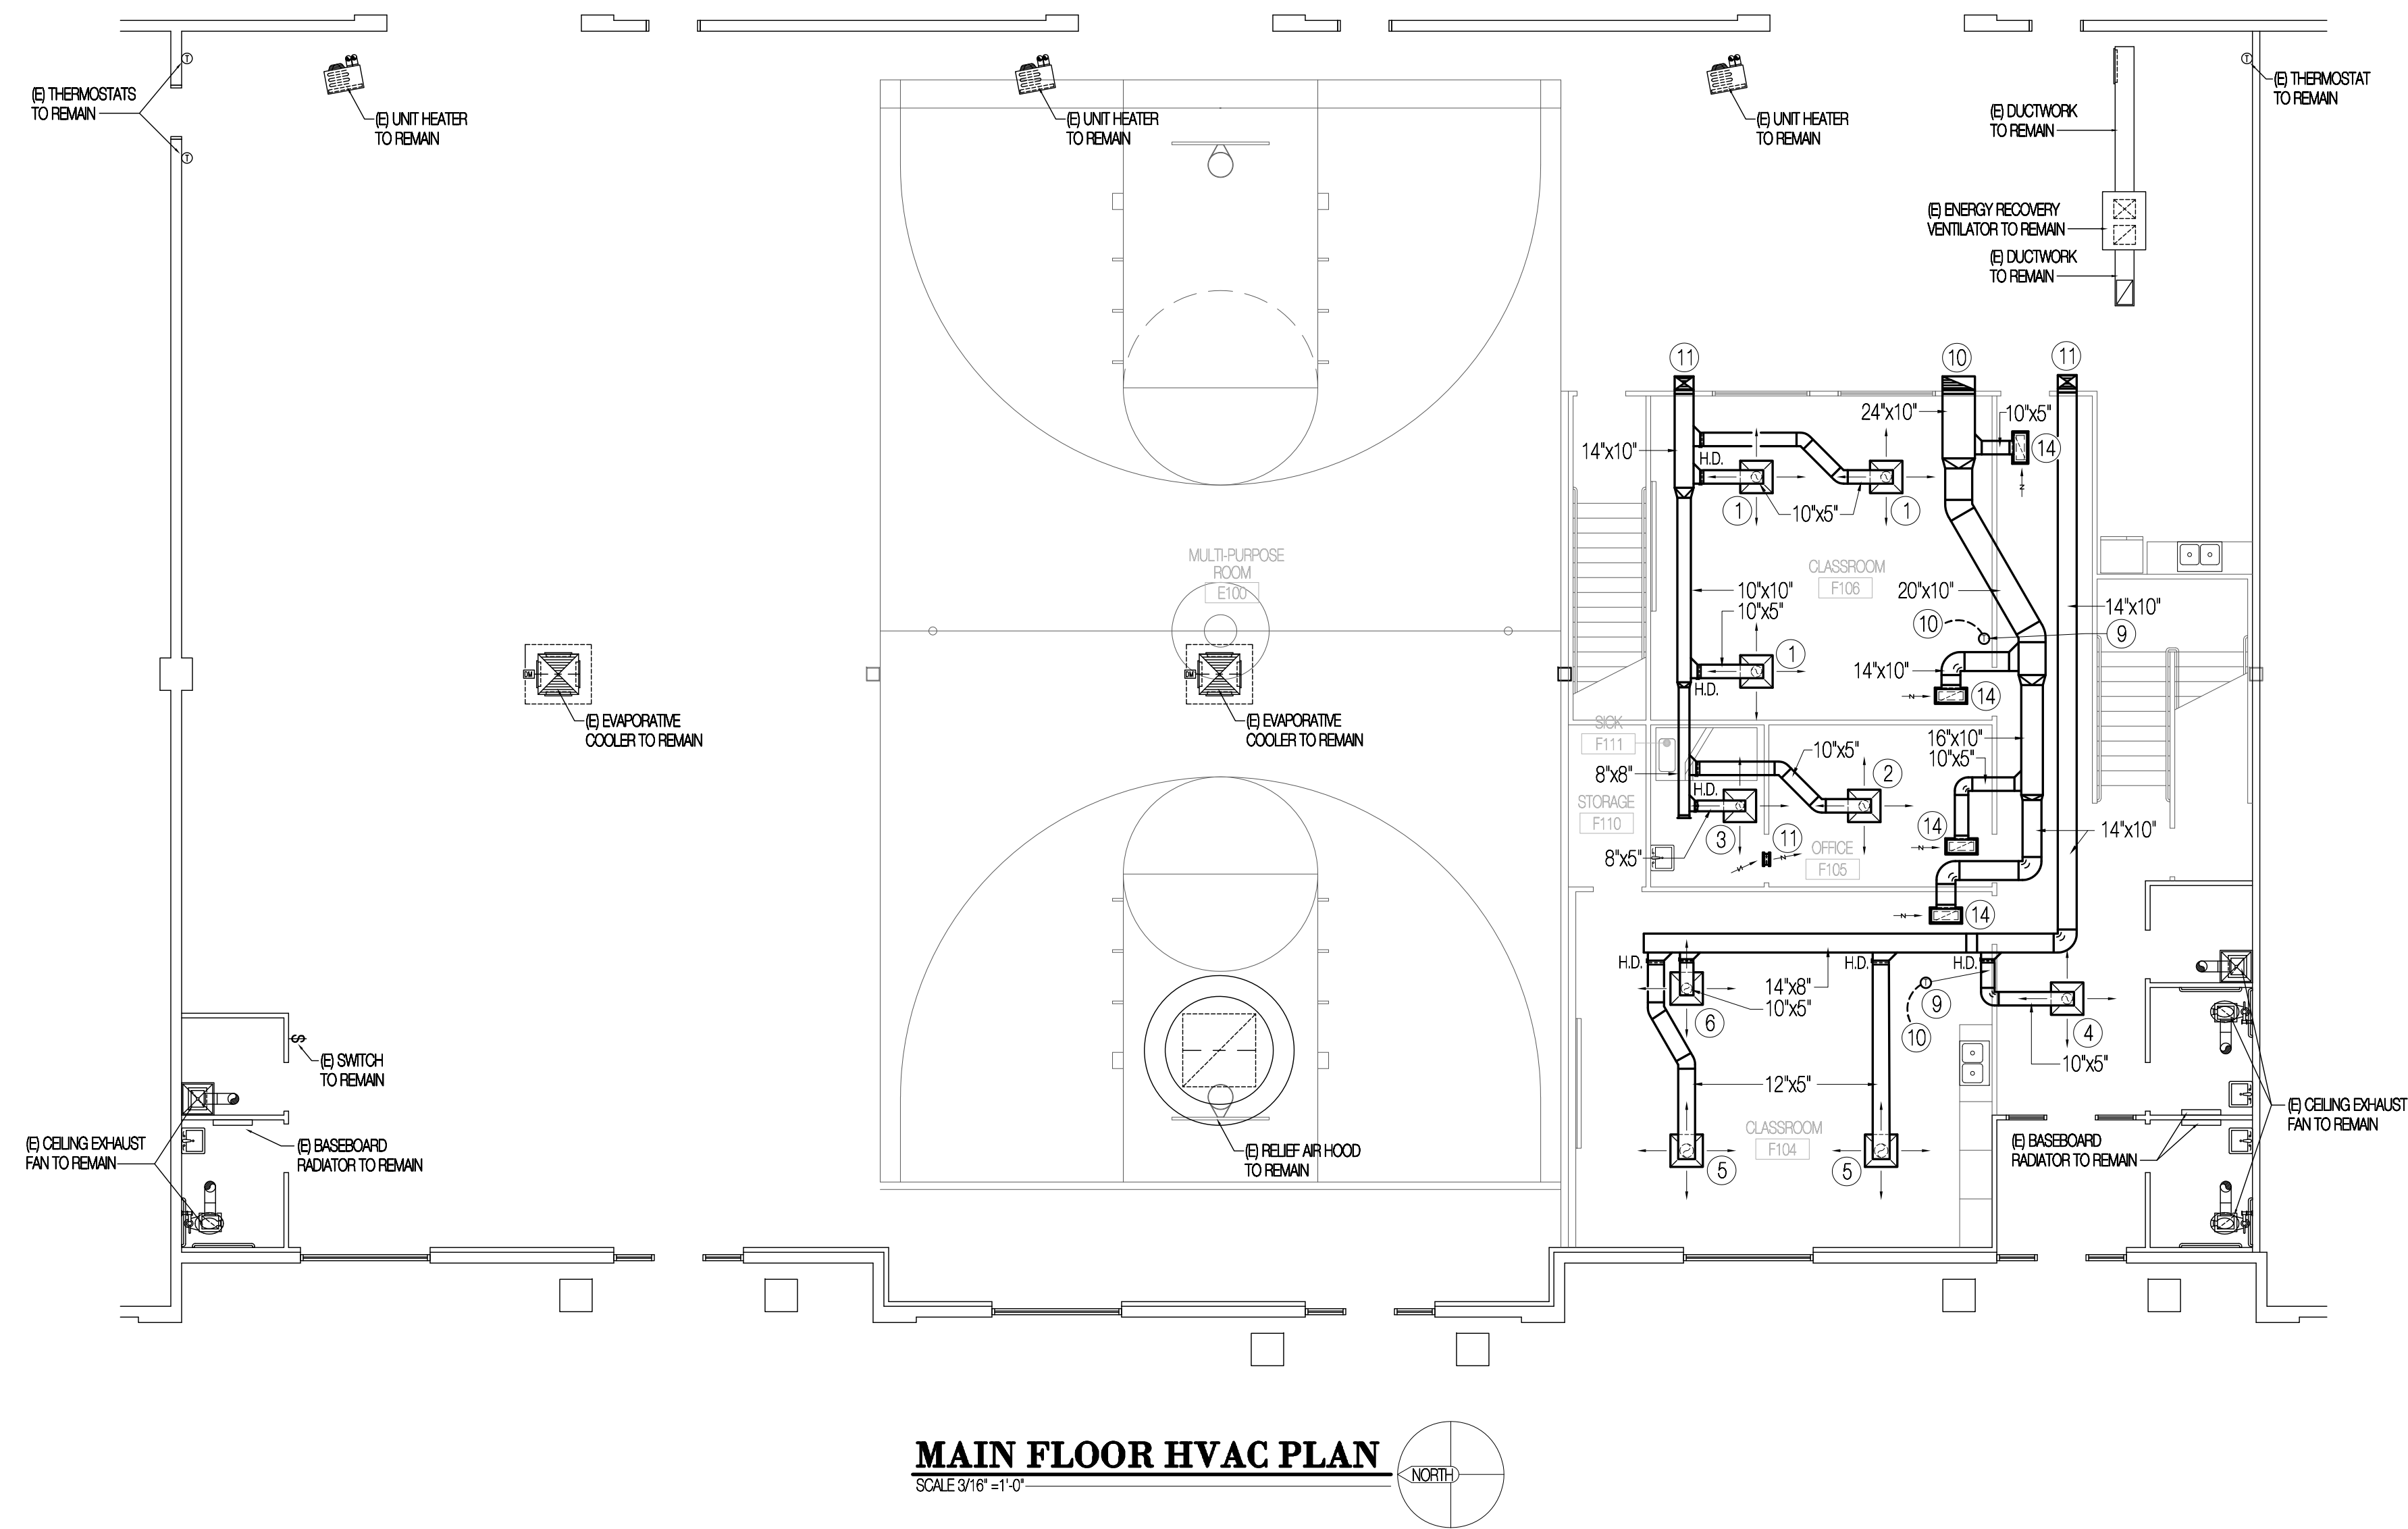 (E) THERMOSTATS
TO REMAIN
(E) UNIT HEATER
TO REMAIN
(E) UNIT HEATER
TO REMAIN
(E) UNIT HEATER
TO REMAIN
(E) DUCTWORK
TO REMAIN
(E) THERMOSTAT
TO REMAIN
T
T
T
(E) ENERGY RECOVERY
VENTILATOR TO REMAIN
(E) DUCTWORK
TO REMAIN
11
10
11
24"x10"
10"x5"
14
14"x10"
H.D.
1
10"x5"
1
N
MULTI-PURPOSE
ROOM
E100
CLASSROOM
F106
10"x10"
10"x5"
20"x10"
14"x10"
10
T
9
1
14"x10"
14
N
H.D.
DM
(E) EVAPORATIVE
COOLER TO REMAIN
DM
(E) EVAPORATIVE
COOLER TO REMAIN
SICK
F111
16"x10"
10"x5"
10"x5"
8"x8"
2
H.D.
STORAGE
F110
3
11
14
N
14"x10"
8"x5"
N
N
OFFICE
F105
N
14
H.D.
H.D.
H.D.
14"x8"
10"x5"
T
9
6
10
4
10"x5"
12"x5"
S
(E) SWITCH
TO REMAIN
(E) CEILING EXHAUST
FAN TO REMAIN
(E) BASEBOARD
RADIATOR TO REMAIN
(E) RELIEF AIR HOOD
TO REMAIN
CLASSROOM
F104
5
5
(E) BASEBOARD
RADIATOR TO REMAIN
(E) CEILING EXHAUST
FAN TO REMAIN
MAIN FLOOR HVAC PLAN
SCALE 3/16" =1'-0"
NORTH